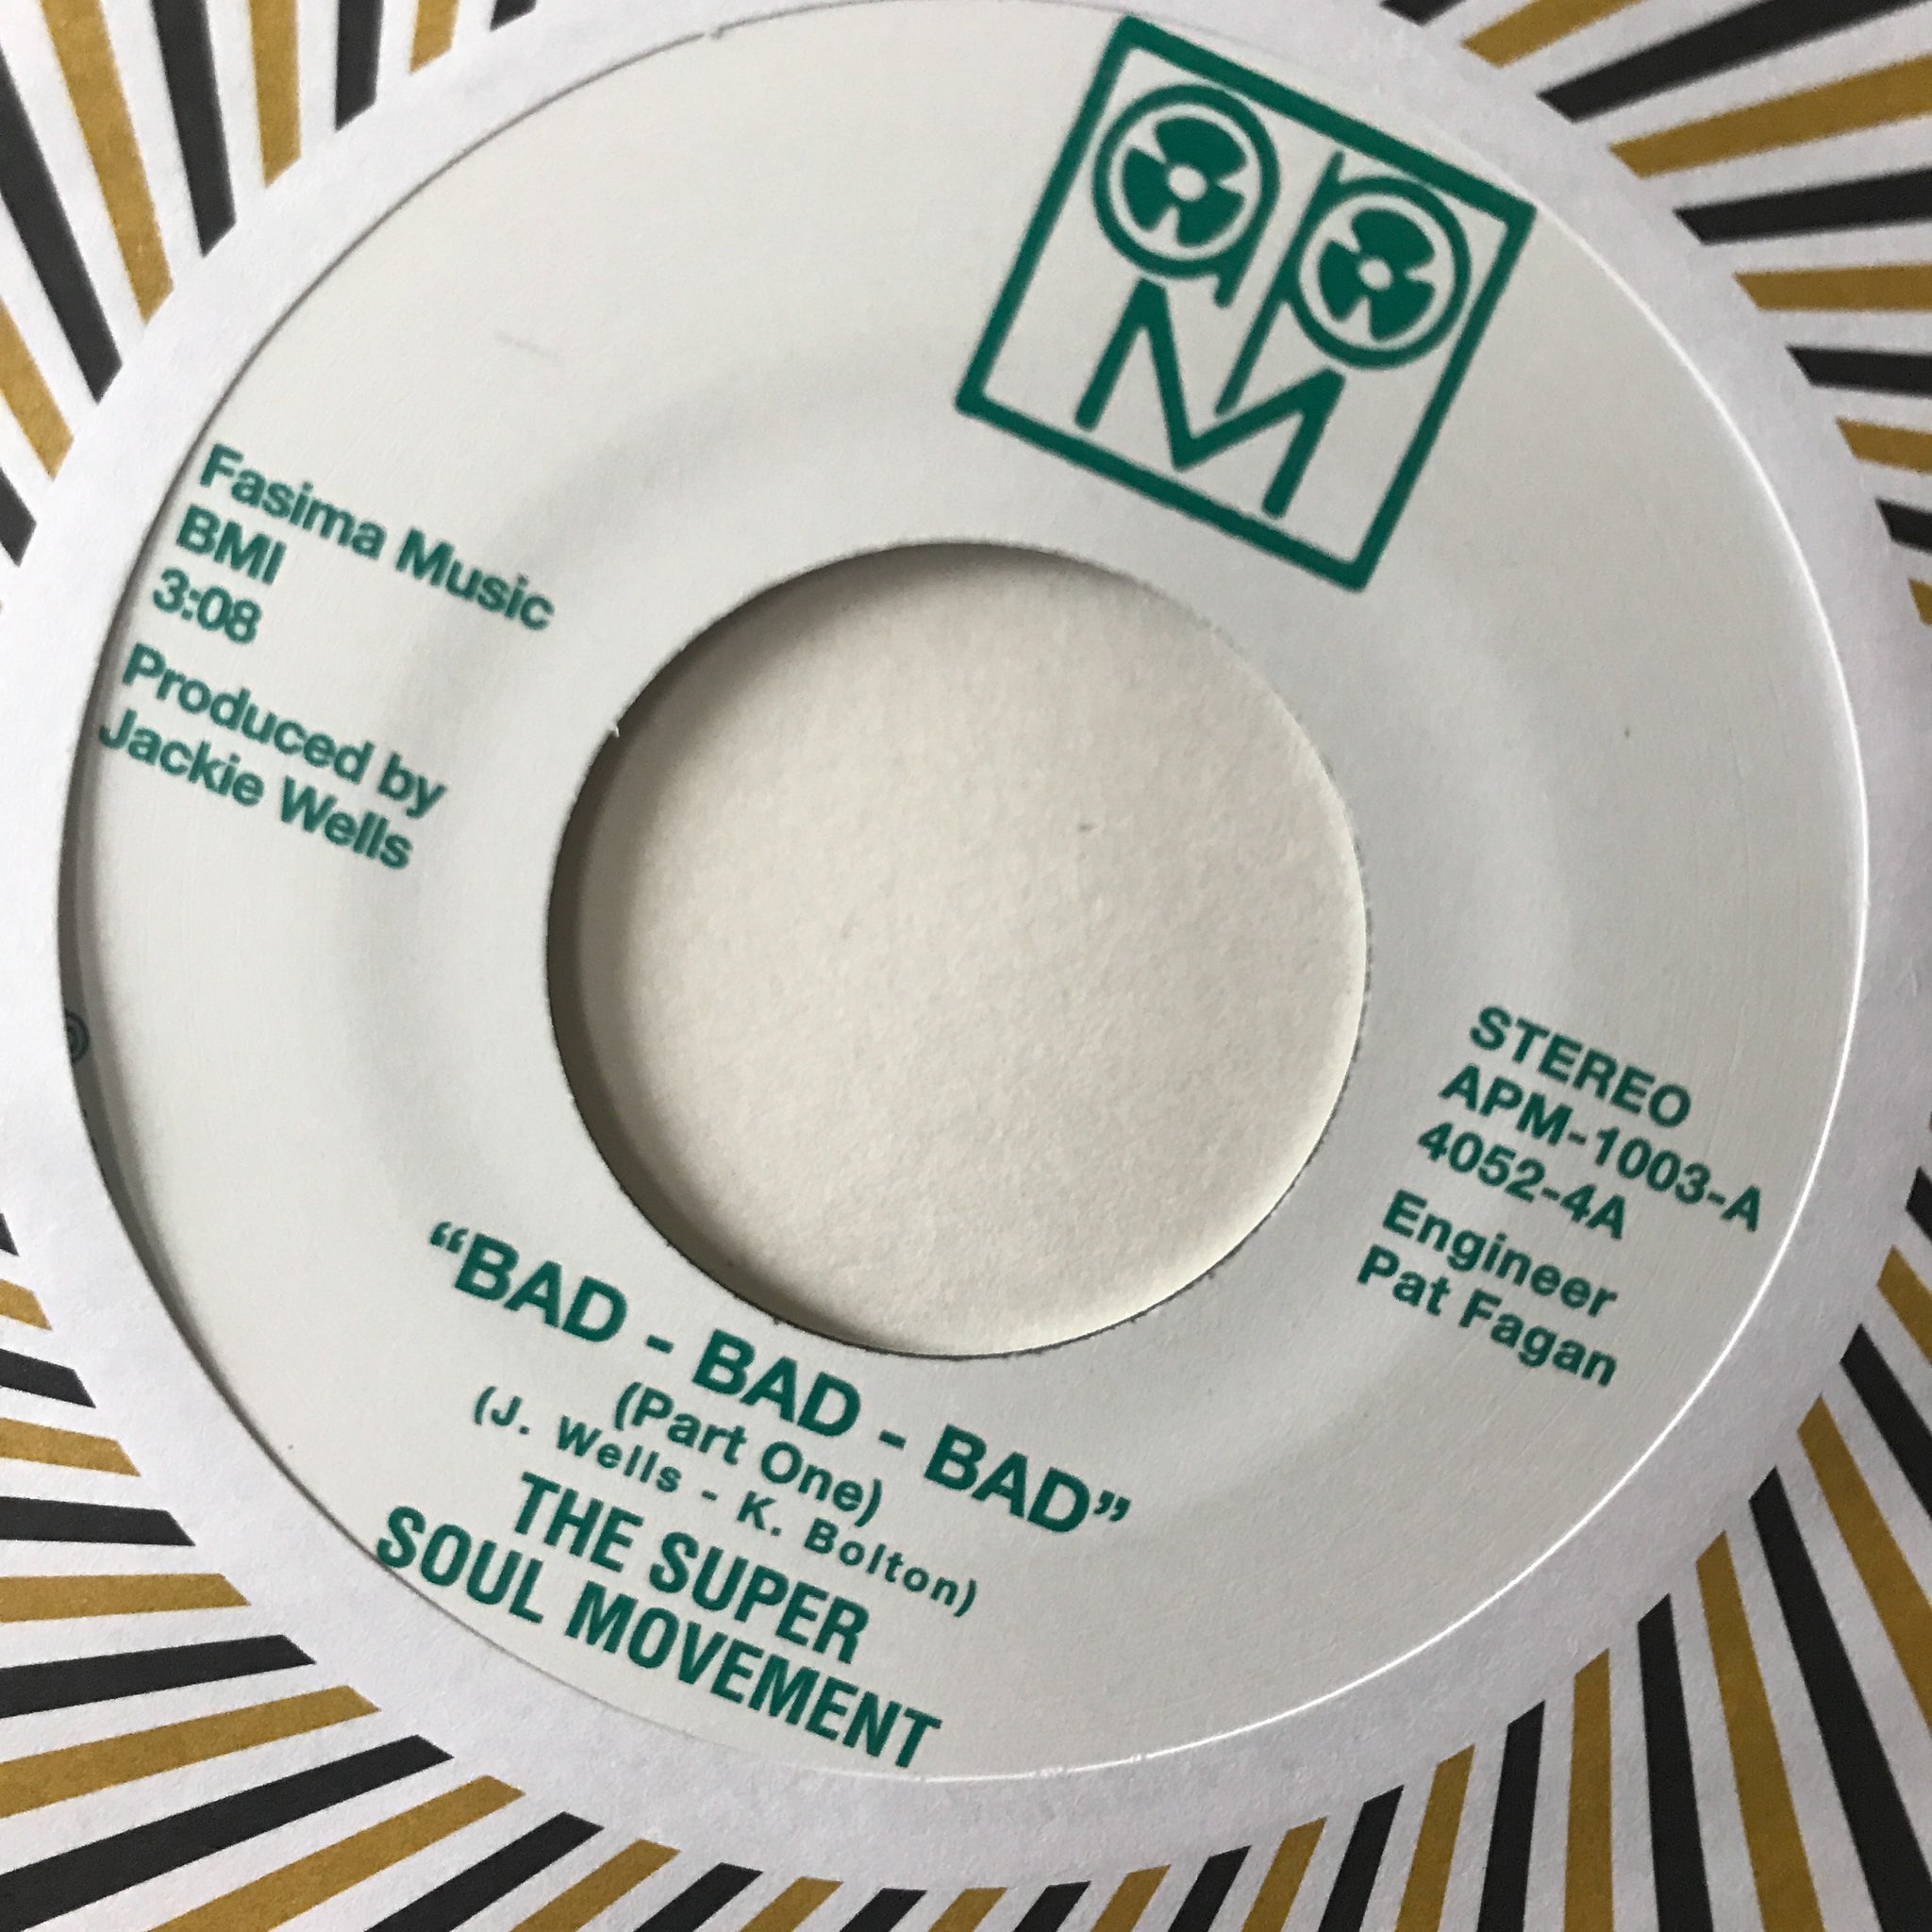 apM
Fasima Music
BMI
3:08
Produced by
Jackie Wells
STEREO
APM-1003-A
4052-4A
Engineer
Pat Fagan
“BAD - BAD - BAD”
(Part One)
(J. Wells - K. Bolton)
THE SUPER
SOUL MOVEMENT